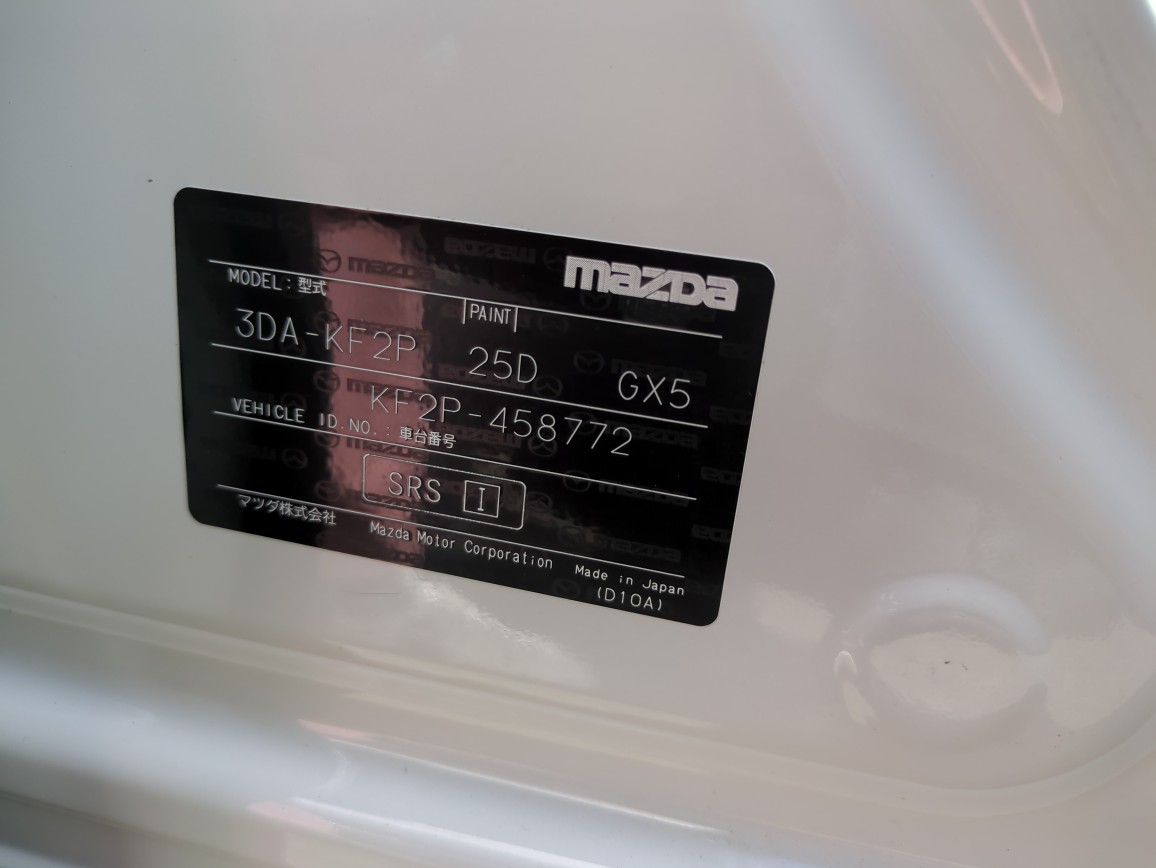 mazda
MODEL : 型式
PAINT
3DA-KF2P 25D GX5
KF2P-458772
VEHICLE ID.NO. : 車台番号
SRS I
マツダ株式会社 Mazda Motor Corporation Made in Japan
(D10A)